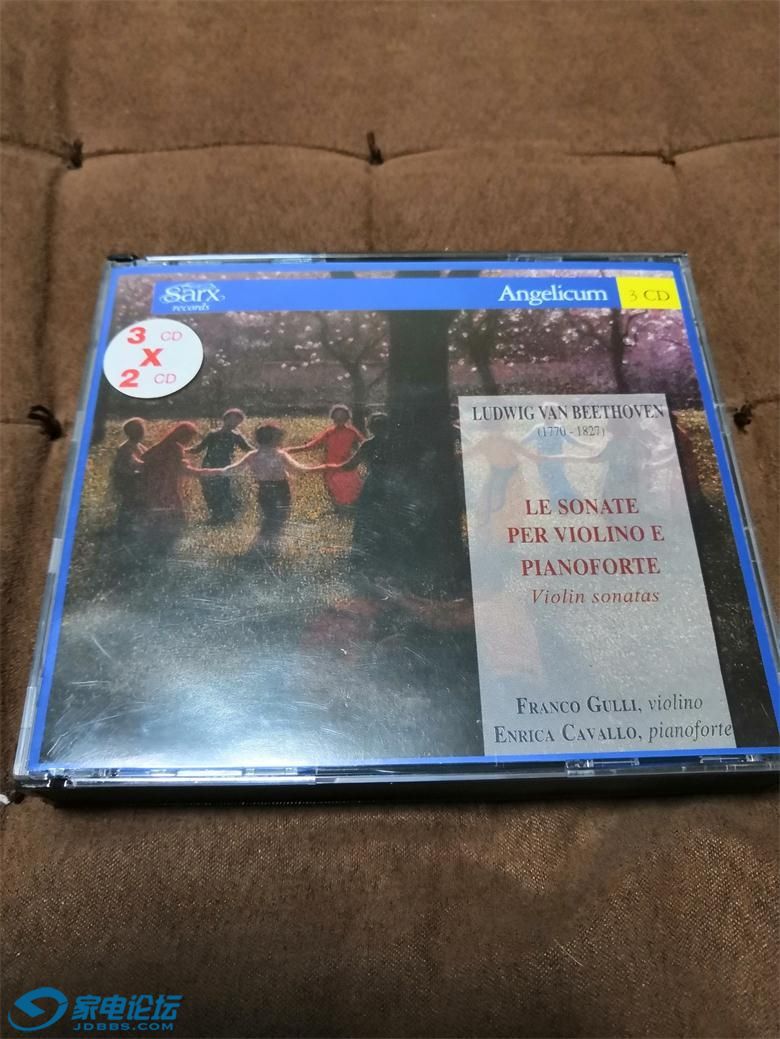 Sarx
records
Angelicum
3 CD
3 CD
X
2 CD
LUDWIG VAN BEETHOVEN
(1770 - 1827)
LE SONATE
PER VIOLINO E
PIANOFORTE
Violin sonatas
FRANCO GULLI, violino
ENRICA CAVALLO, pianoforte
家电论坛
JDBBS.COM